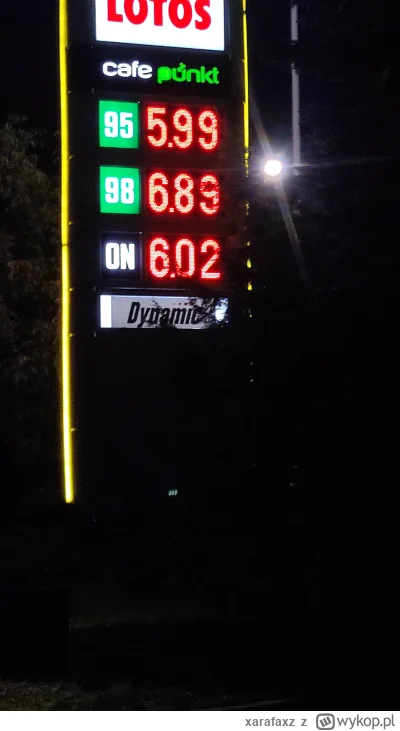 LOTOS
cafe punkt
95 5.99
98 6.89
ON 6.02
Dynamic
xarafaxz z wykop.pl